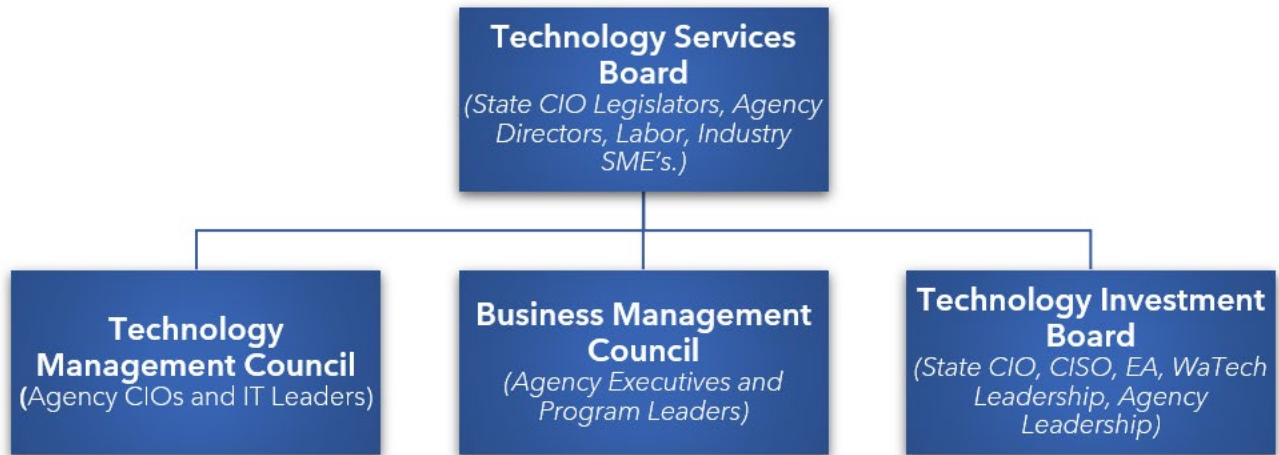 Technology Services
Board
(State CIO Legislators, Agency
Directors, Labor, Industry
SME's.)
Technology
Management Council
(Agency CIOs and IT Leaders)
Business Management
Council
(Agency Executives and
Program Leaders)
Technology Investment
Board
(State CIO, CISO, EA, WaTech
Leadership, Agency
Leadership)